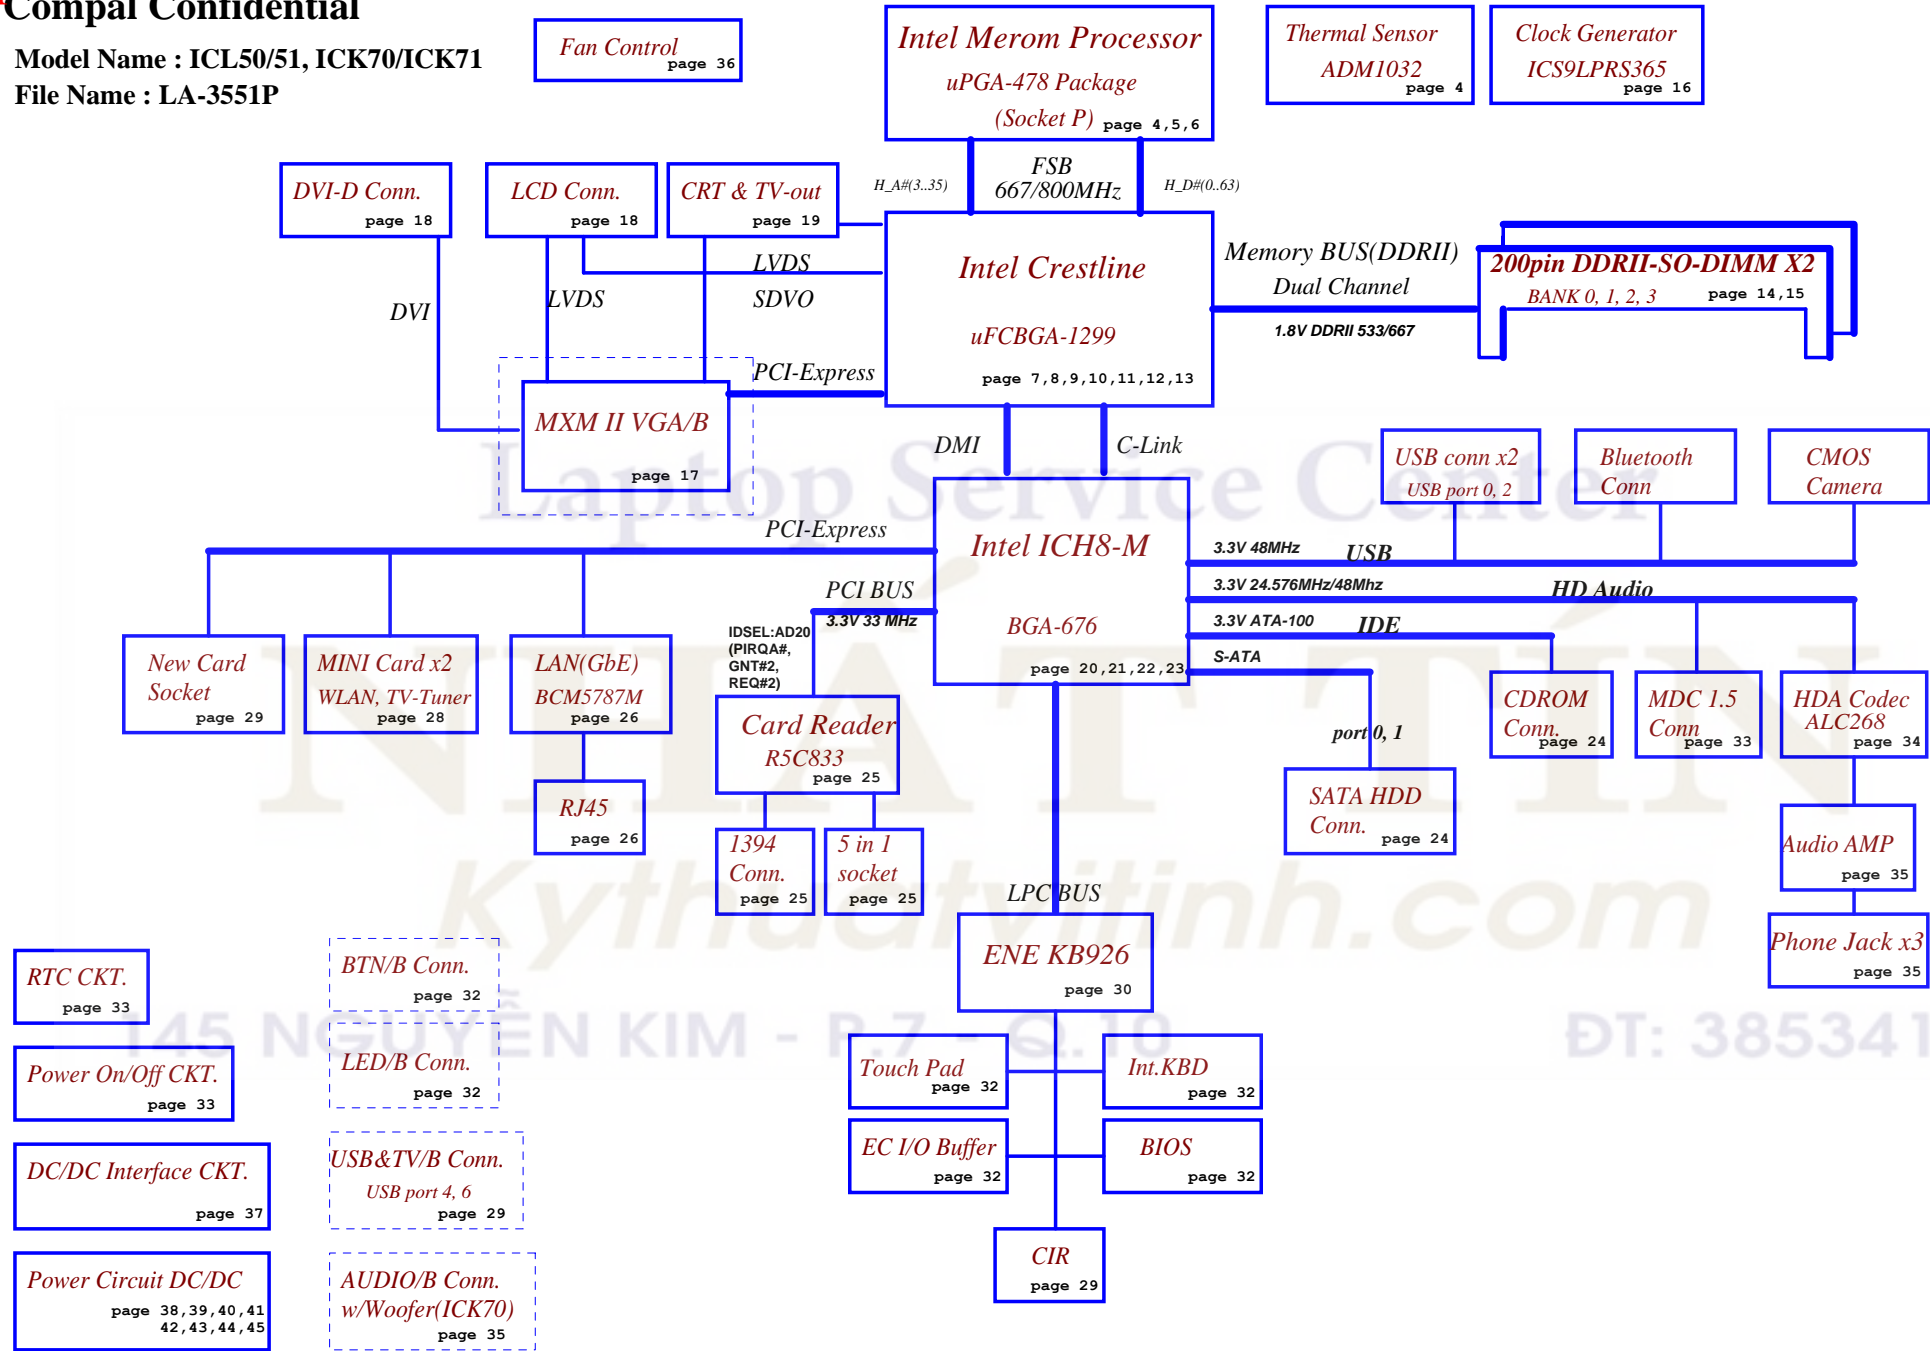 Compal Confidential
Model Name : ICL50/51, ICK70/ICK71
File Name : LA-3551P
Fan Control
page 36
Intel Merom Processor
uPGA-478 Package
(Socket P) page 4,5,6
Thermal Sensor
ADM1032
page 4
Clock Generator
ICS9LPRS365
page 16
DVI-D Conn.
page 18
LCD Conn.
page 18
CRT & TV-out
page 19
H_A#(3..35)
FSB
667/800MHz
H_D#(0..63)
LVDS
SDVO
LVDS
DVI
Intel Crestline
uFCBGA-1299
page 7,8,9,10,11,12,13
Memory BUS(DDRII)
Dual Channel
1.8V DDRII 533/667
200pin DDRII-SO-DIMM X2
BANK 0, 1, 2, 3 page 14,15
PCI-Express
MXM II VGA/B
page 17
DMI
C-Link
USB conn x2
USB port 0, 2
Bluetooth
Conn
CMOS
Camera
Laptop Service Center
PCI-Express
Intel ICH8-M
BGA-676
page 20,21,22,23
3.3V 48MHz USB
3.3V 24.576MHz/48Mhz HD Audio
3.3V ATA-100 IDE
S-ATA
PCI BUS
3.3V 33 MHz
IDSEL:AD20
(PIRQA#,
GNT#2,
REQ#2)
New Card
Socket
page 29
MINI Card x2
WLAN, TV-Tuner
page 28
LAN(GbE)
BCM5787M
page 26
Card Reader
R5C833
page 25
port 0, 1
CDROM
Conn.
page 24
MDC 1.5
Conn
page 33
HDA Codec
ALC268
page 34
NHẤT TÍN
RJ45
page 26
1394
Conn.
page 25
5 in 1
socket
page 25
SATA HDD
Conn.
page 24
Audio AMP
page 35
Kythuatvitinh.com
LPC BUS
ENE KB926
page 30
Phone Jack x3
page 35
RTC CKT.
page 33
BTN/B Conn.
page 32
145 NGUYỄN KIM - P.7 - Q.10
ĐT: 385341
Power On/Off CKT.
page 33
LED/B Conn.
page 32
Touch Pad
page 32
Int.KBD
page 32
DC/DC Interface CKT.
page 37
USB&TV/B Conn.
USB port 4, 6
page 29
EC I/O Buffer
page 32
BIOS
page 32
Power Circuit DC/DC
page 38,39,40,41
42,43,44,45
AUDIO/B Conn.
w/Woofer(ICK70)
page 35
CIR
page 29